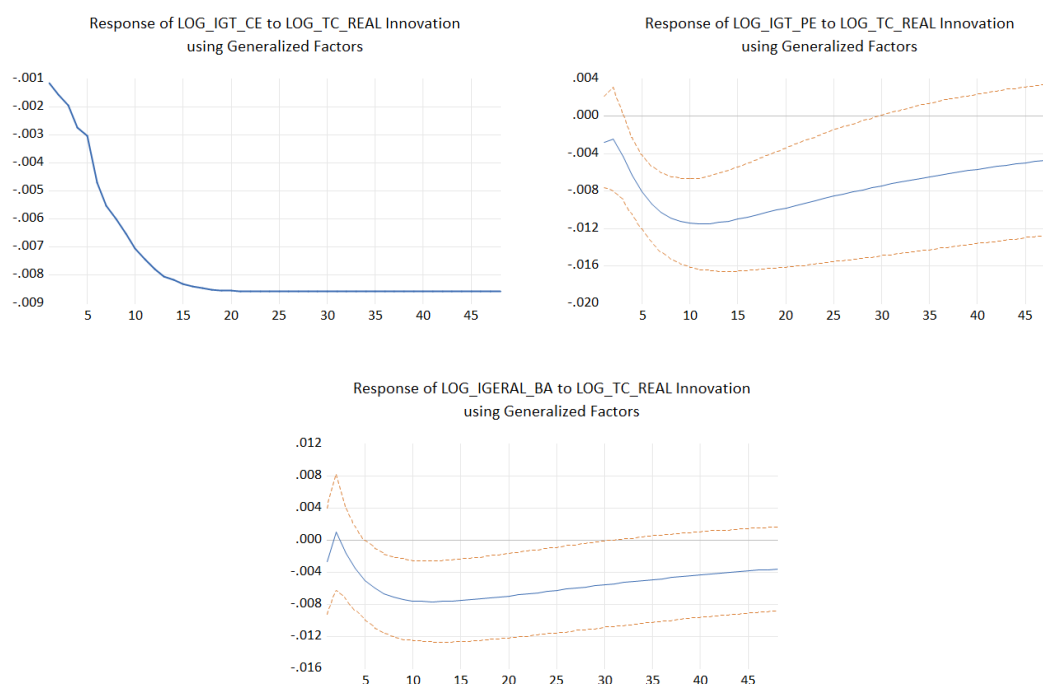 Response of LOG_IGT_CE to LOG_TC_REAL Innovation
using Generalized Factors
-.001
-.002
-.003
-.004
-.005
-.006
-.007
-.008
-.009
5 10 15 20 25 30 35 40 45
Response of LOG_IGT_PE to LOG_TC_REAL Innovation
using Generalized Factors
.004
.000
-.004
-.008
-.012
-.016
-.020
5 10 15 20 25 30 35 40 45
Response of LOG_IGERAL_BA to LOG_TC_REAL Innovation
using Generalized Factors
.012
.008
.004
.000
-.004
-.008
-.012
-.016
5 10 15 20 25 30 35 40 45